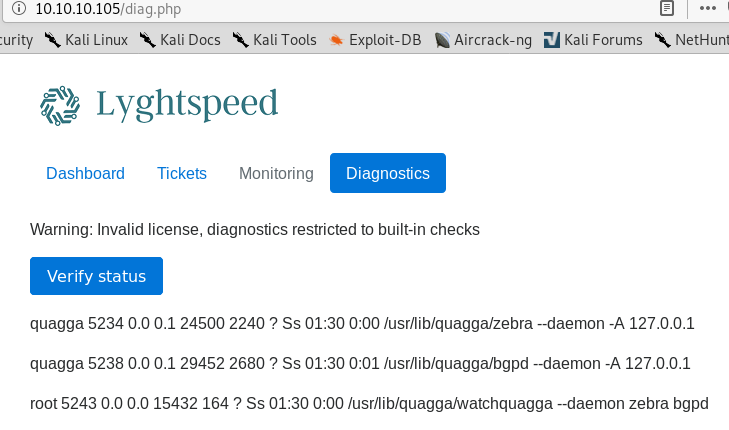 10.10.10.105/diag.php
curity Kali Linux Kali Docs Kali Tools Exploit-DB Aircrack-ng Kali Forums NetHunt
Lyghtspeed
Dashboard Tickets Monitoring Diagnostics
Warning: Invalid license, diagnostics restricted to built-in checks
Verify status
quagga 5234 0.0 0.1 24500 2240 ? Ss 01:30 0:00 /usr/lib/quagga/zebra --daemon -A 127.0.0.1
quagga 5238 0.0 0.1 29452 2680 ? Ss 01:30 0:01 /usr/lib/quagga/bgpd --daemon -A 127.0.0.1
root 5243 0.0 0.0 15432 164 ? Ss 01:30 0:00 /usr/lib/quagga/watchquagga --daemon zebra bgpd